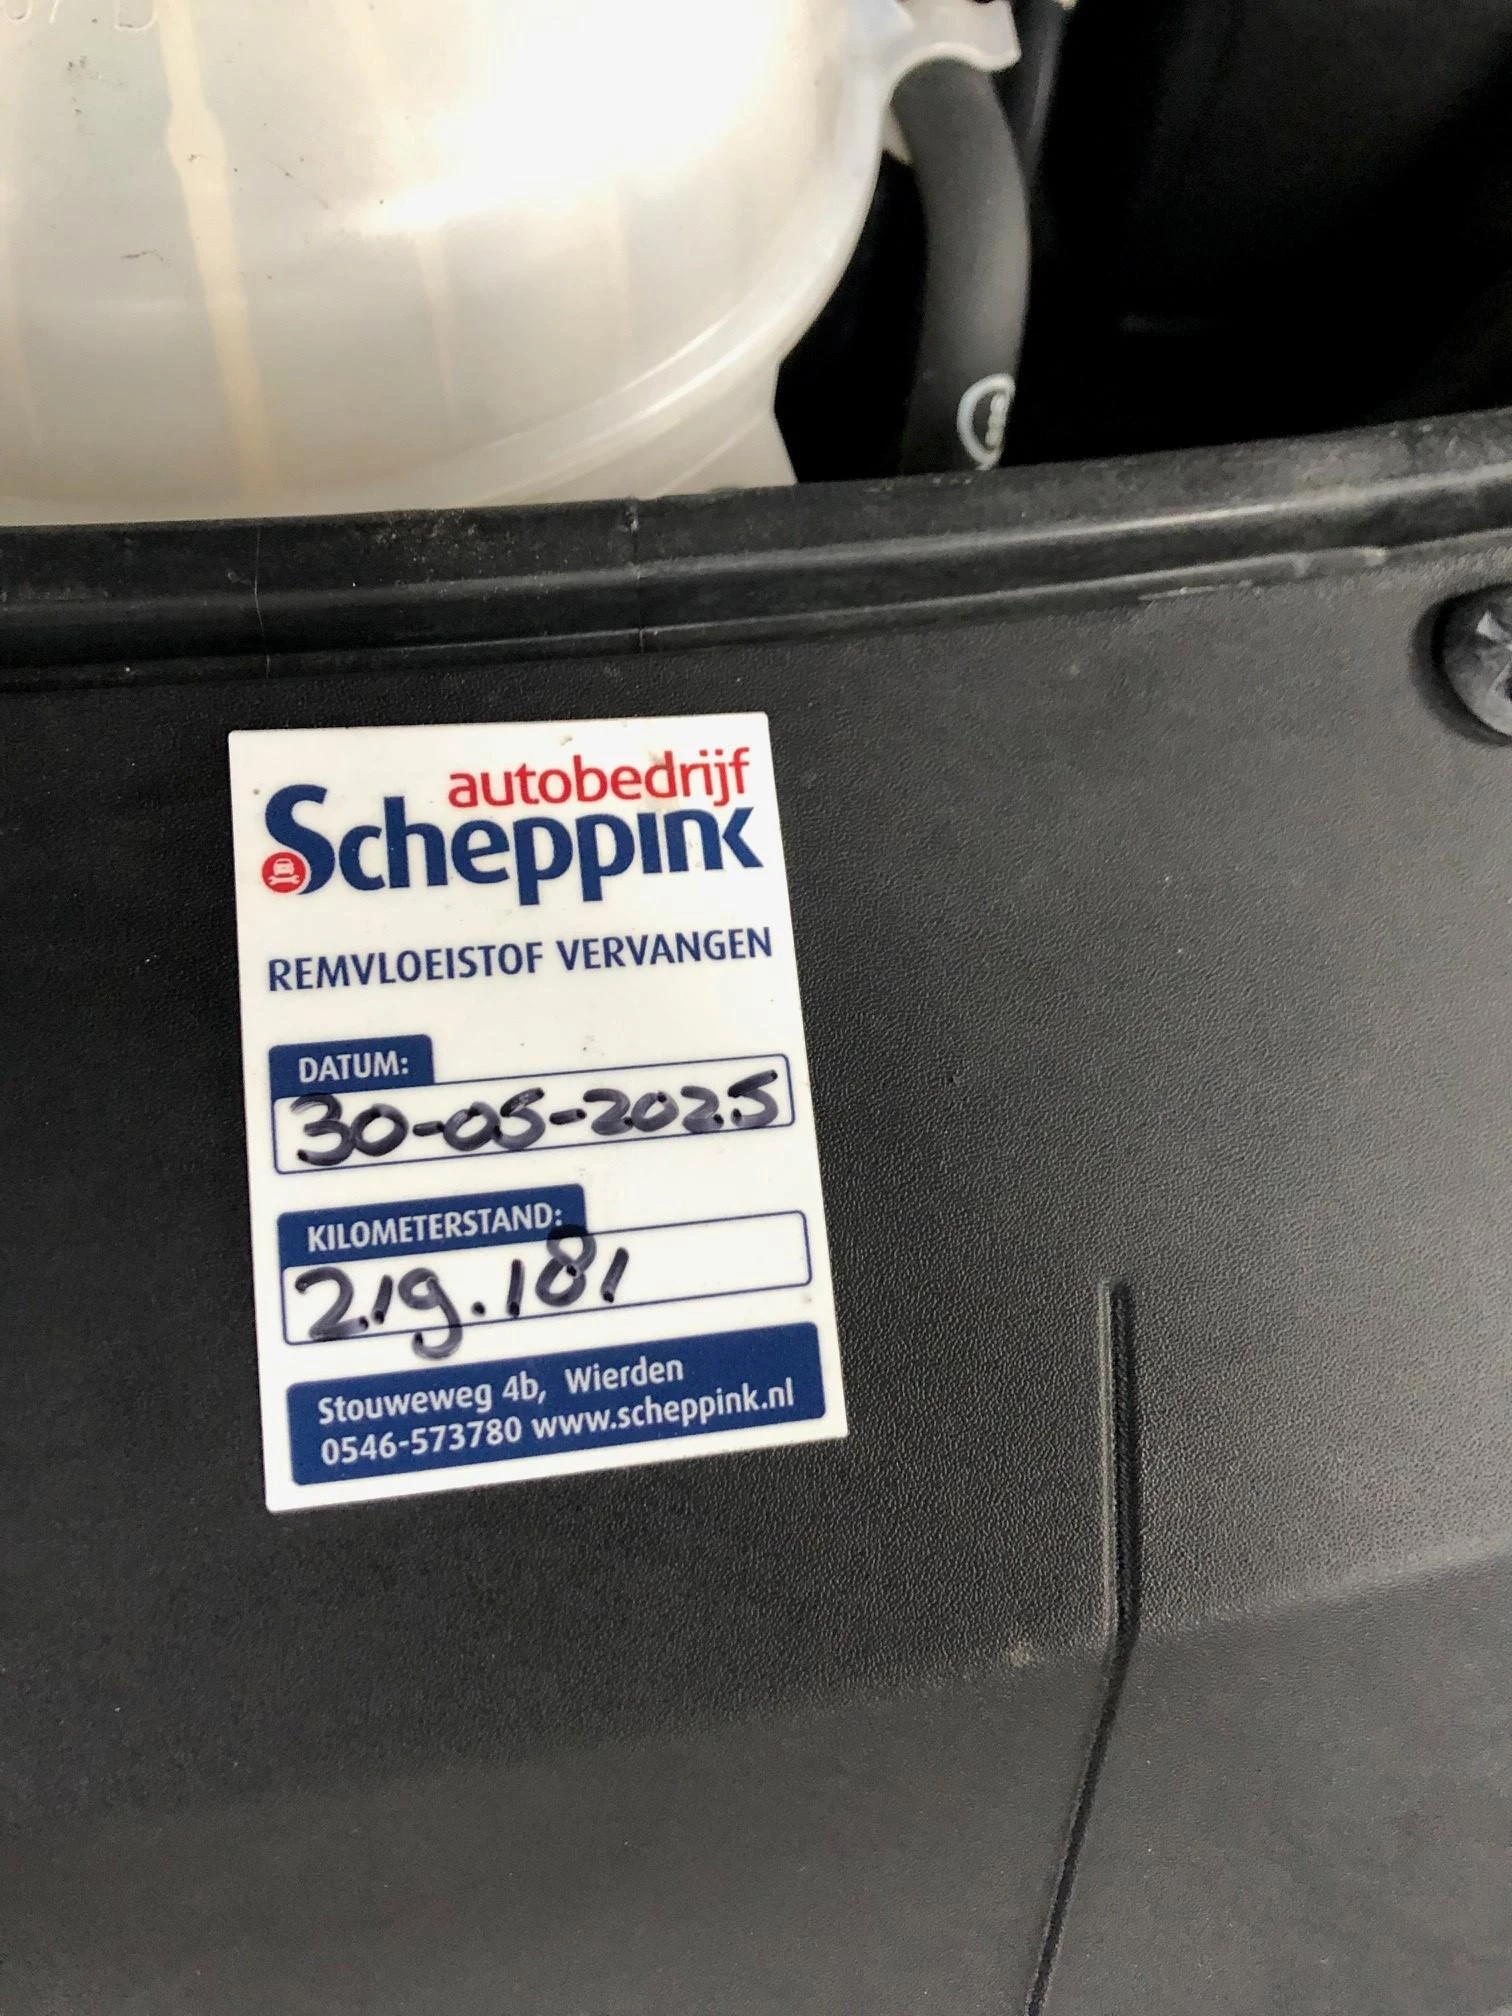 autobedrijf
Scheppink
REMVLOEISTOF VERVANGEN
DATUM:
30-05-2025
KILOMETERSTAND:
219.181
Stouweweg 4b, Wierden
0546-573780 www.scheppink.nl